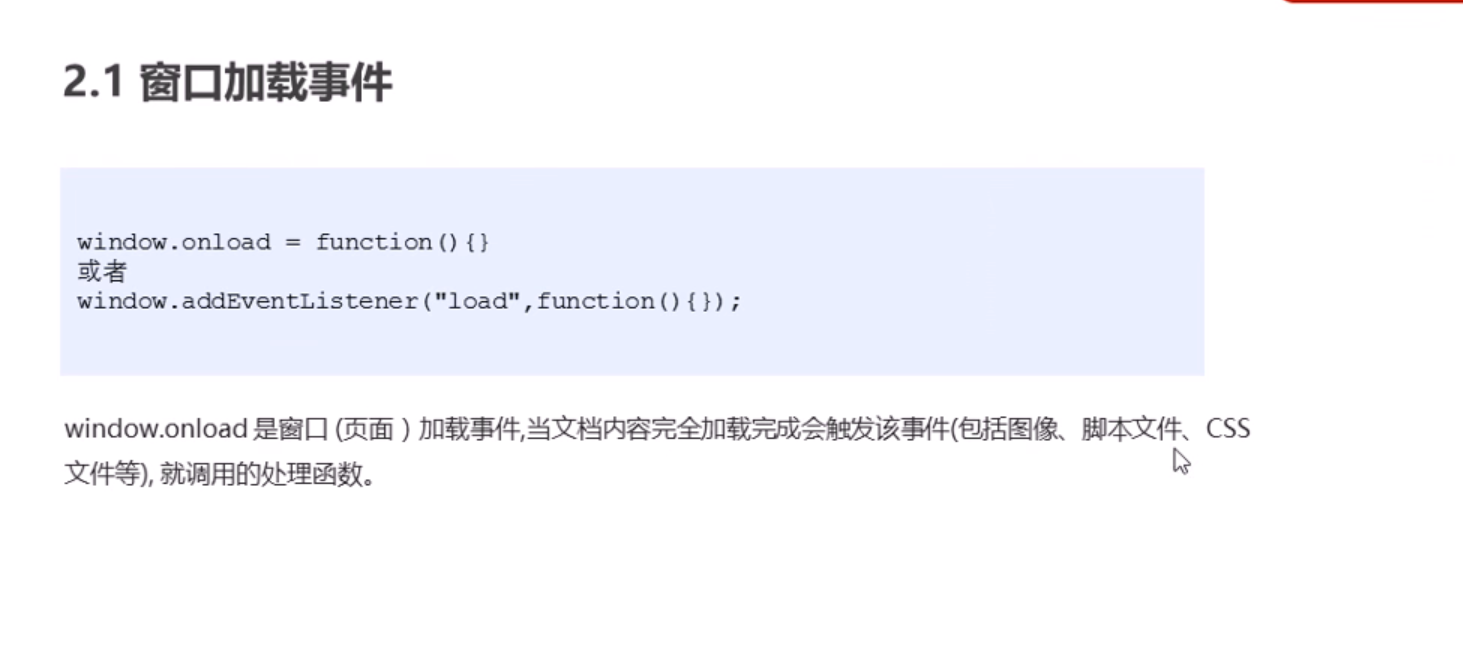 2.1 窗口加载事件
window.onload = function(){}
或者
window.addEventListener("load",function(){});
window.onload 是窗口 (页面 ) 加载事件,当文档内容完全加载完成会触发该事件(包括图像、脚本文件、CSS
文件等), 就调用的处理函数。